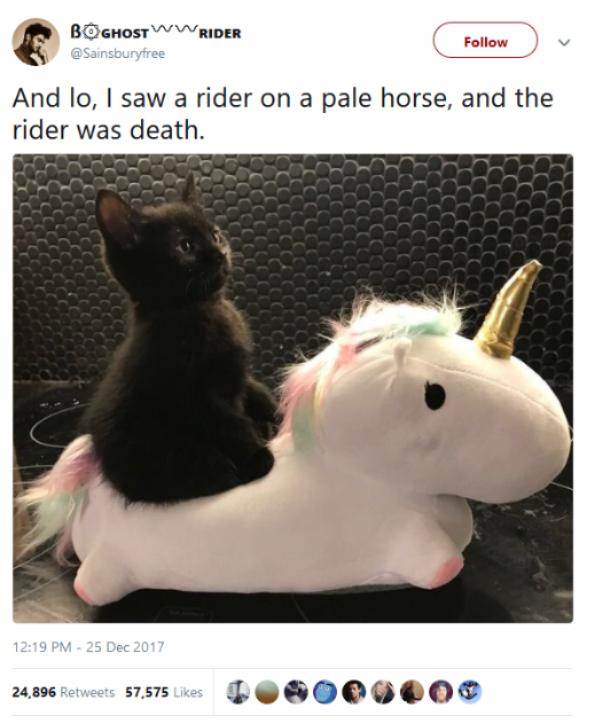 ß۞GHOST〰〰RIDER
@Sainsburyfree
Follow
And lo, I saw a rider on a pale horse, and the
rider was death.
12:19 PM - 25 Dec 2017
24,896 Retweets 57,575 Likes